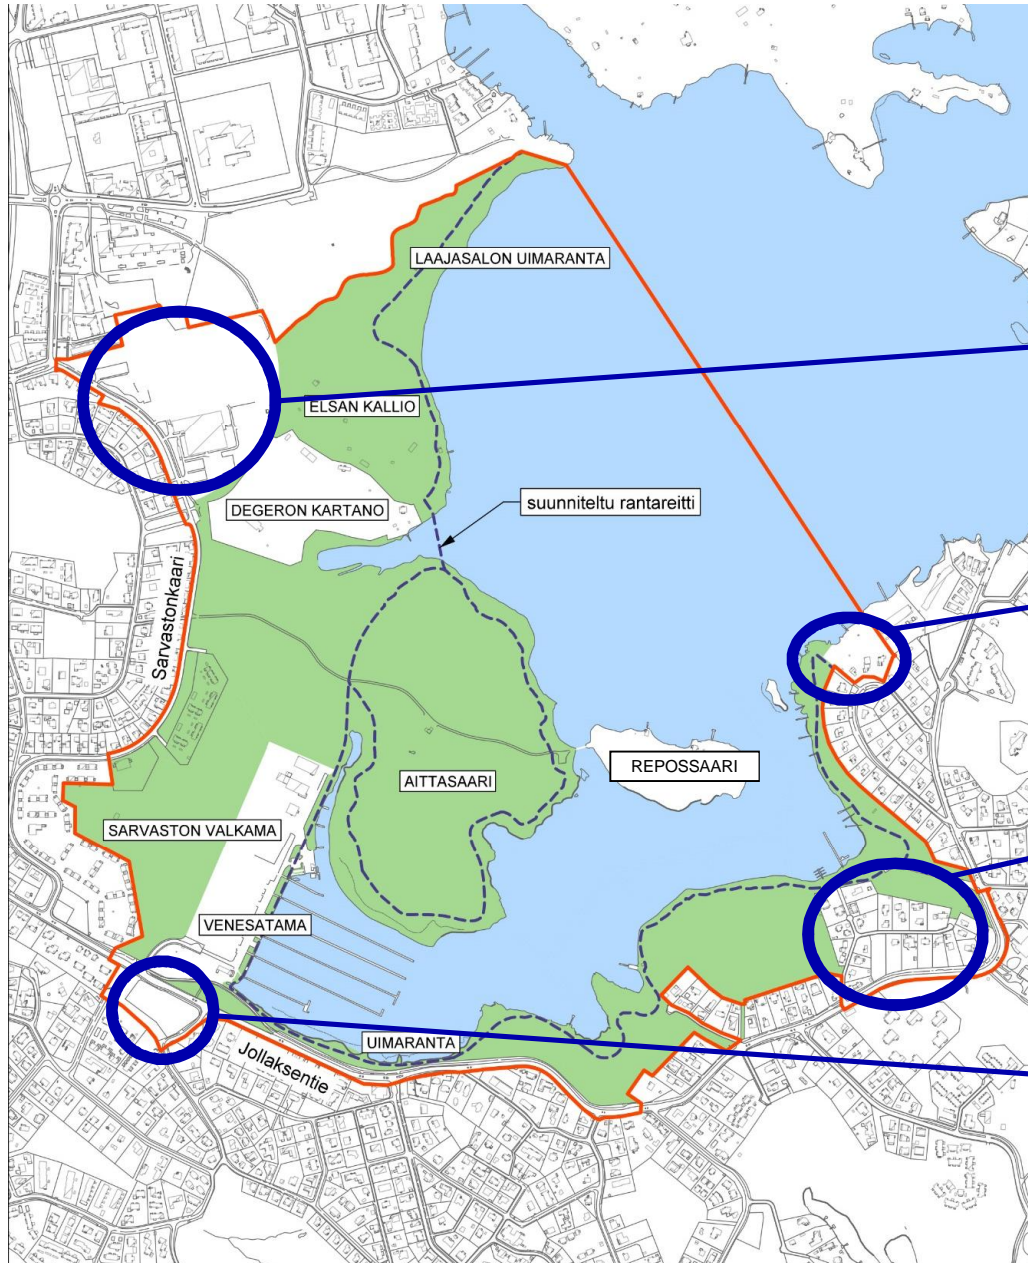 LAAJASALON UIMARANTA
ELSAN KALLIO
DEGERON KARTANO
suunniteltu rantareitti
Sarvastonkaari
REPOSSAARI
AITTASAARI
SARVASTON VALKAMA
VENESATAMA
UIMARANTA
Jollaksentie